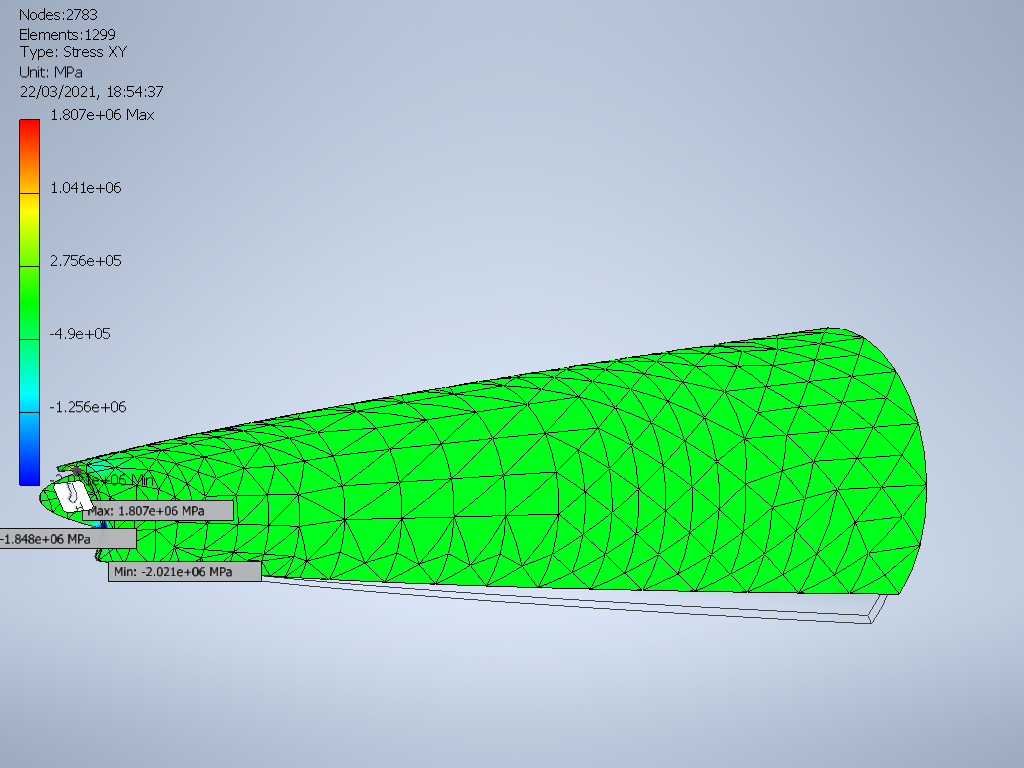 Nodes:2783
Elements:1299
Type: Stress XY
Unit: MPa
22/03/2021, 18:54:37
1.807e+06 Max
1.041e+06
2.756e+05
-4.9e+05
-1.256e+06
e+06 Min
Max: 1.807e+06 MPa
-1.848e+06 MPa
Min: -2.021e+06 MPa